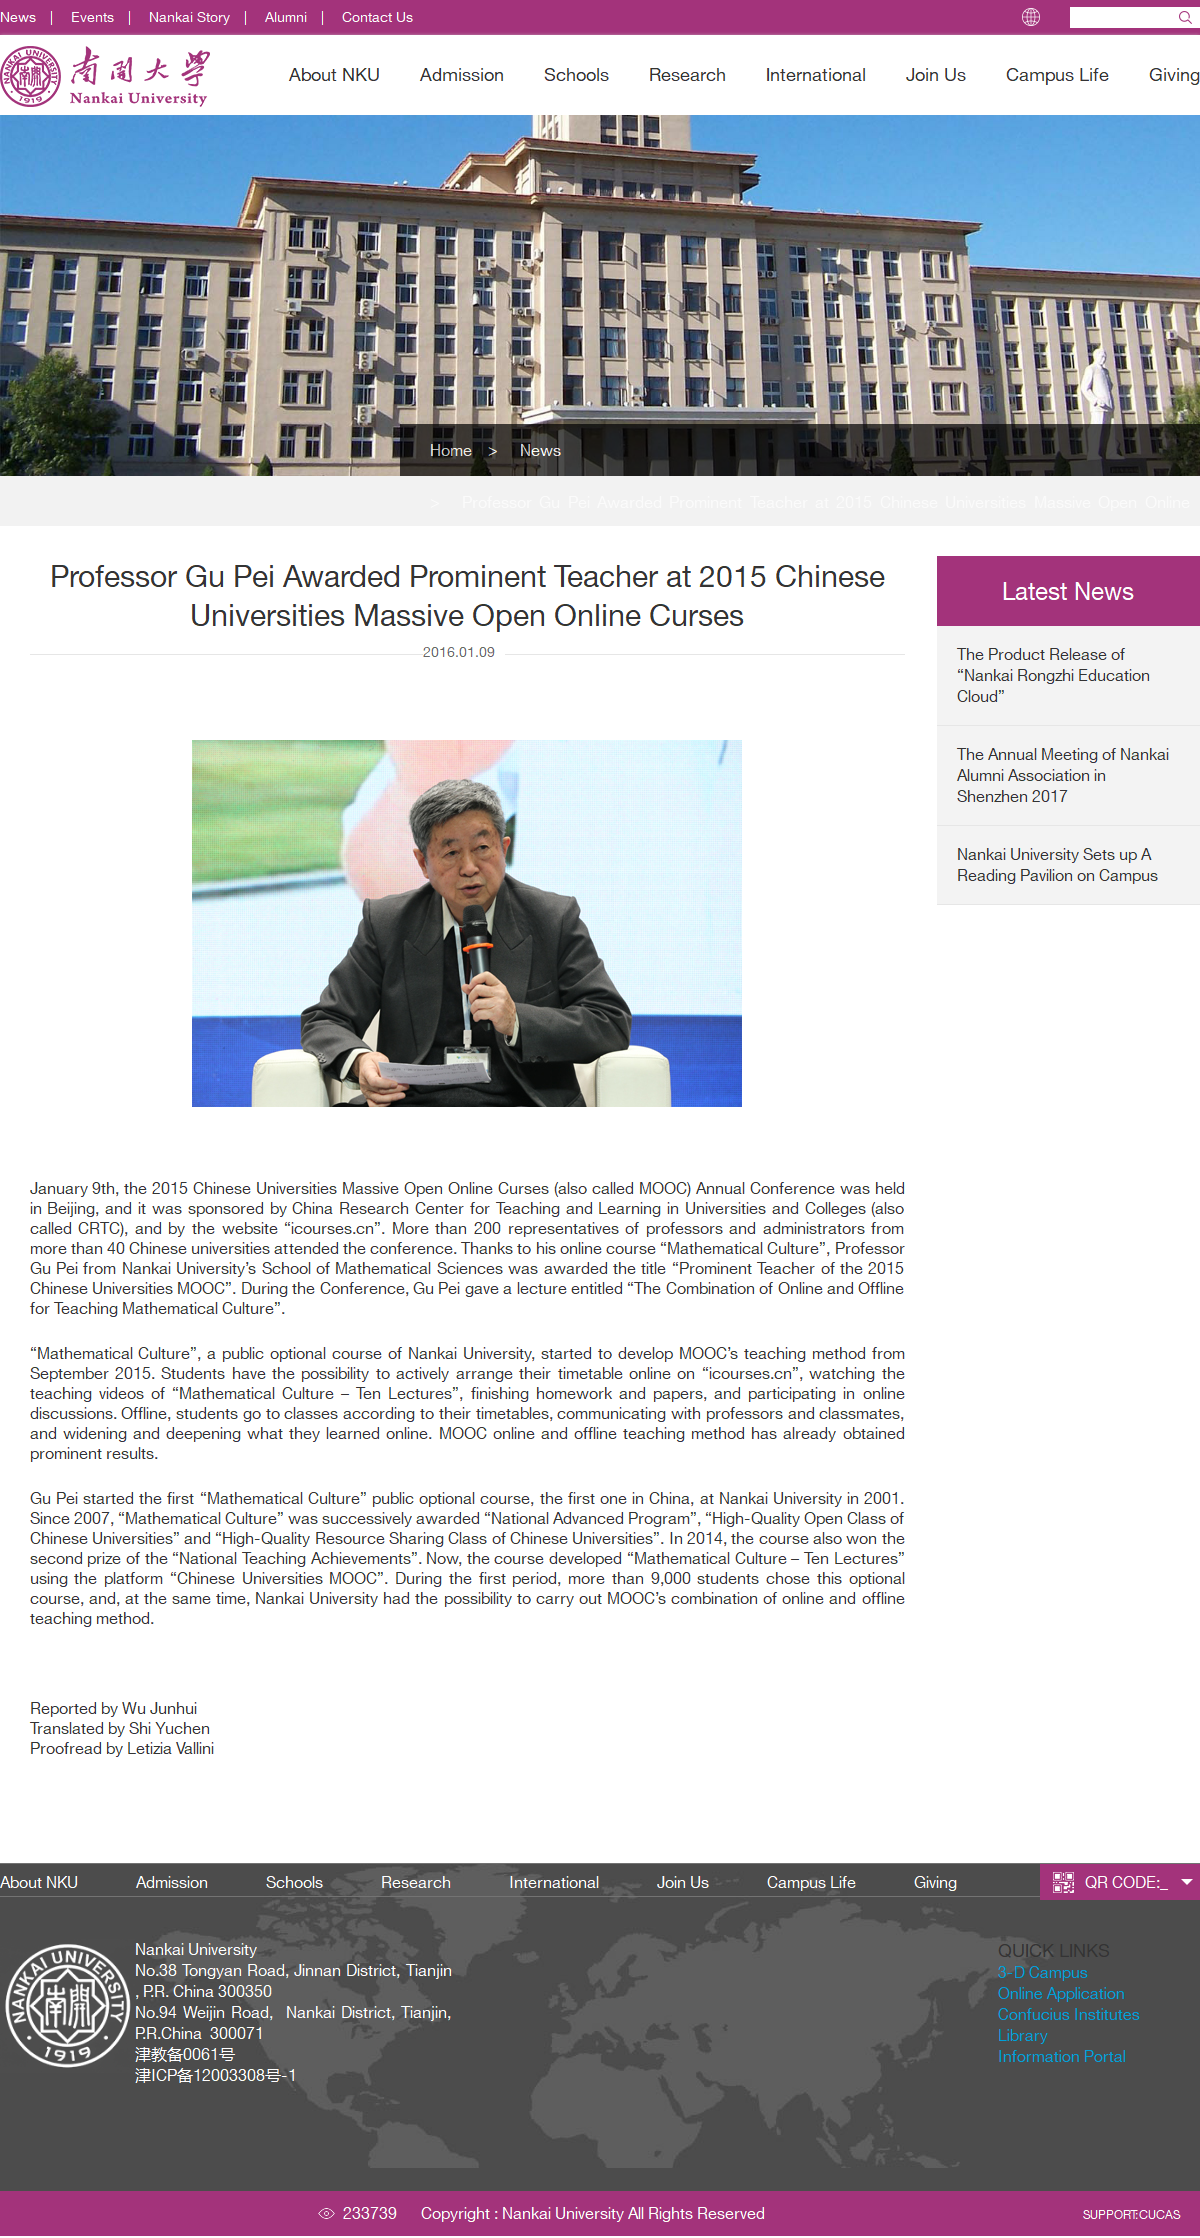 News | Events | Nankai Story | Alumni | Contact Us
NANKAI UNIVERSITY
1919
南開大學
Nankai University
About NKU Admission Schools Research International Join Us Campus Life Giving
Home > News
> Professor Gu Pei Awarded Prominent Teacher at 2015 Chinese Universities Massive Open Online
Professor Gu Pei Awarded Prominent Teacher at 2015 Chinese
Universities Massive Open Online Curses
2016.01.09
January 9th, the 2015 Chinese Universities Massive Open Online Curses (also called MOOC) Annual Conference was held
in Beijing, and it was sponsored by China Research Center for Teaching and Learning in Universities and Colleges (also
called CRTC), and by the website “icourses.cn”. More than 200 representatives of professors and administrators from
more than 40 Chinese universities attended the conference. Thanks to his online course “Mathematical Culture”, Professor
Gu Pei from Nankai University’s School of Mathematical Sciences was awarded the title “Prominent Teacher of the 2015
Chinese Universities MOOC”. During the Conference, Gu Pei gave a lecture entitled “The Combination of Online and Offline
for Teaching Mathematical Culture”.
“Mathematical Culture”, a public optional course of Nankai University, started to develop MOOC’s teaching method from
September 2015. Students have the possibility to actively arrange their timetable online on “icourses.cn”, watching the
teaching videos of “Mathematical Culture – Ten Lectures”, finishing homework and papers, and participating in online
discussions. Offline, students go to classes according to their timetables, communicating with professors and classmates,
and widening and deepening what they learned online. MOOC online and offline teaching method has already obtained
prominent results.
Gu Pei started the first “Mathematical Culture” public optional course, the first one in China, at Nankai University in 2001.
Since 2007, “Mathematical Culture” was successively awarded “National Advanced Program”, “High-Quality Open Class of
Chinese Universities” and “High-Quality Resource Sharing Class of Chinese Universities”. In 2014, the course also won the
second prize of the “National Teaching Achievements”. Now, the course developed “Mathematical Culture – Ten Lectures”
using the platform “Chinese Universities MOOC”. During the first period, more than 9,000 students chose this optional
course, and, at the same time, Nankai University had the possibility to carry out MOOC’s combination of online and offline
teaching method.
Reported by Wu Junhui
Translated by Shi Yuchen
Proofread by Letizia Vallini
Latest News
The Product Release of
“Nankai Rongzhi Education
Cloud”
The Annual Meeting of Nankai
Alumni Association in
Shenzhen 2017
Nankai University Sets up A
Reading Pavilion on Campus
About NKU Admission Schools Research International Join Us Campus Life Giving
QR CODE:_
NANKAI UNIVERSITY
南開
1919
Nankai University
No.38 Tongyan Road, Jinnan District, Tianjin
, P.R. China 300350
No.94 Weijin Road, Nankai District, Tianjin,
P.R.China 300071
津教备0061号
津ICP备12003308号-1
QUICK LINKS
3-D Campus
Online Application
Confucius Institutes
Library
Information Portal
233739 Copyright : Nankai University All Rights Reserved
SUPPORT:CUCAS